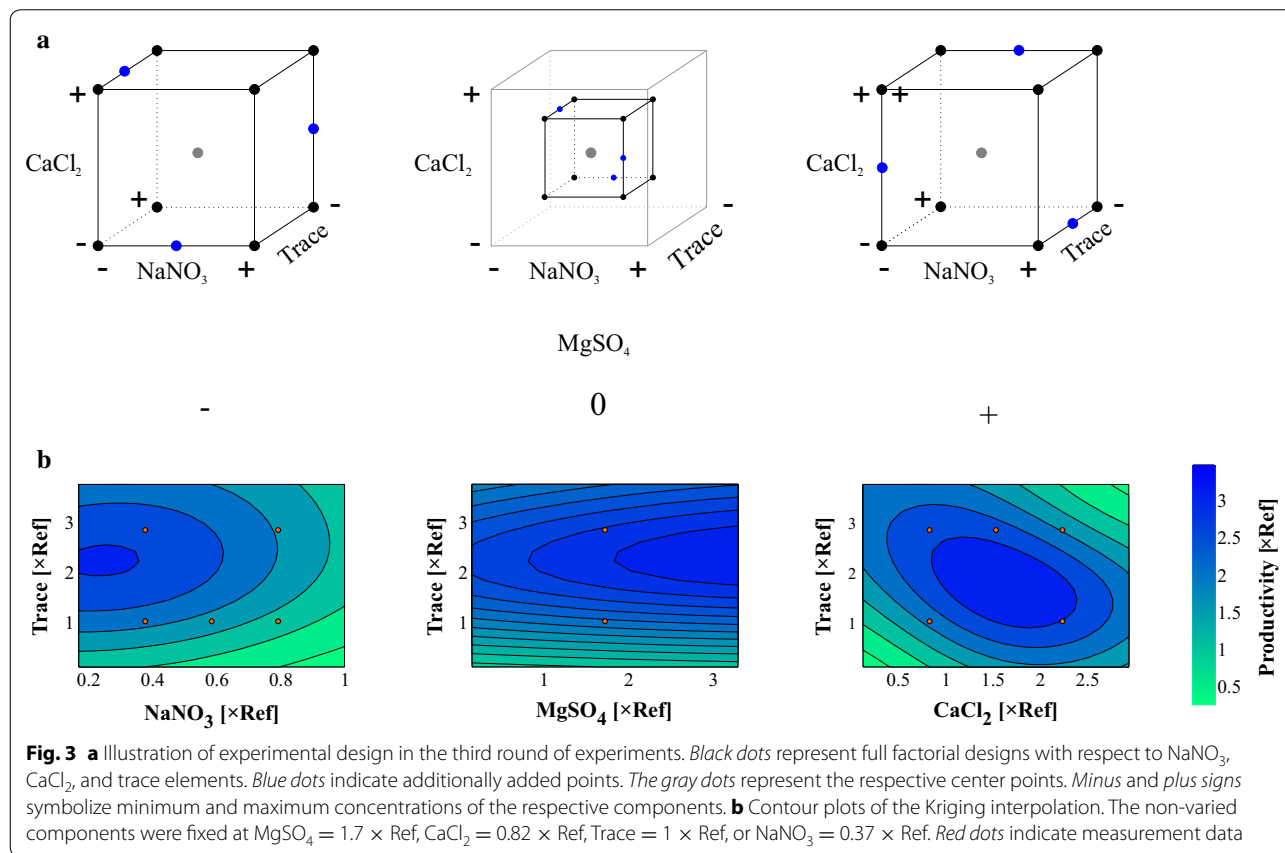 a
+ + +
+
CaCl2 CaCl2 CaCl2
+ - - + -
- - -
- NaNO3 + Trace - NaNO3 + Trace - NaNO3 + Trace
MgSO4
- 0 +
b
Trace [×Ref]
3
2
1
0.2 0.4 0.6 0.8 1
NaNO3 [×Ref]
Trace [×Ref]
3
2
1
1 2 3
MgSO4 [×Ref]
Trace [×Ref]
3
2
1
0.5 1 1.5 2 2.5
CaCl2 [×Ref]
3
2.5
2
1.5
1
0.5
Productivity [×Ref]
Fig. 3 a Illustration of experimental design in the third round of experiments. Black dots represent full factorial designs with respect to NaNO3,
CaCl2, and trace elements. Blue dots indicate additionally added points. The gray dots represent the respective center points. Minus and plus signs
symbolize minimum and maximum concentrations of the respective components. b Contour plots of the Kriging interpolation. The non-varied
components were fixed at MgSO4 = 1.7 × Ref, CaCl2 = 0.82 × Ref, Trace = 1 × Ref, or NaNO3 = 0.37 × Ref. Red dots indicate measurement data